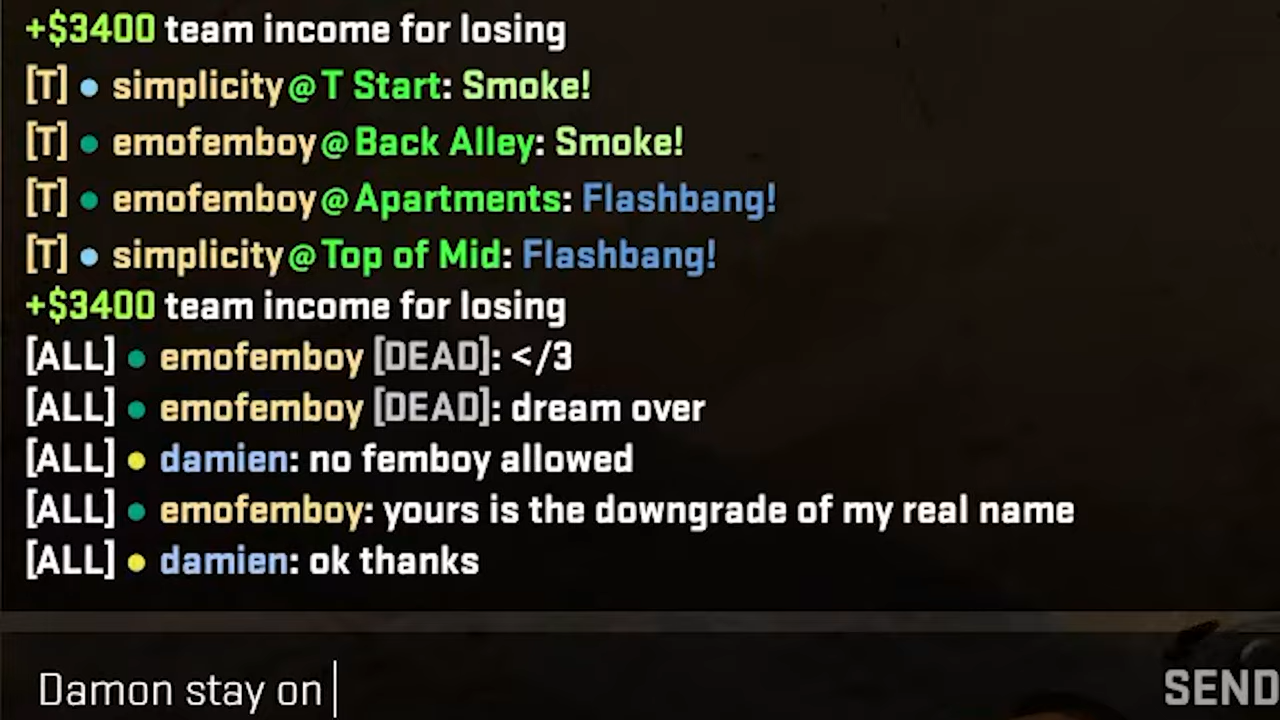 +$3400 team income for losing
[T] ● simplicity@T Start: Smoke!
[T] ● emofemboy@Back Alley: Smoke!
[T] ● emofemboy@Apartments: Flashbang!
[T] ● simplicity@Top of Mid: Flashbang!
+$3400 team income for losing
[ALL] ● emofemboy [DEAD]: </3
[ALL] ● emofemboy [DEAD]: dream over
[ALL] ● damien: no femboy allowed
[ALL] ● emofemboy: yours is the downgrade of my real name
[ALL] ● damien: ok thanks
Damon stay on
SEND